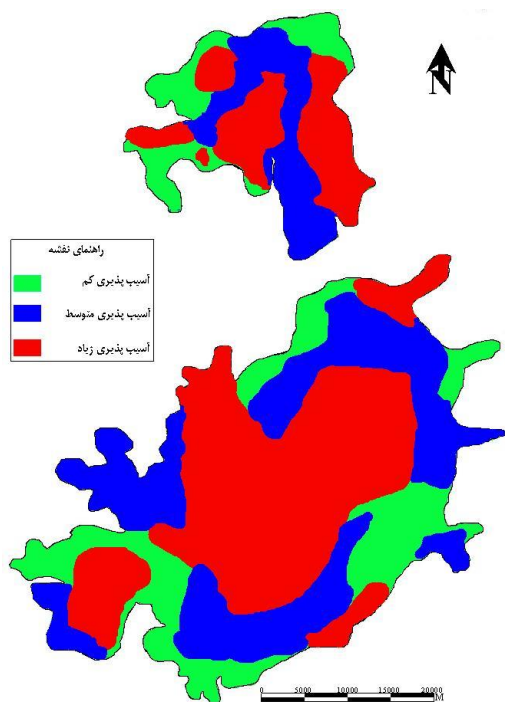 N
راهنمای نقشه
آسیب پذیری کم
آسیب پذیری متوسط
آسیب پذیری زیاد
0 5000 10000 15000 20000
M